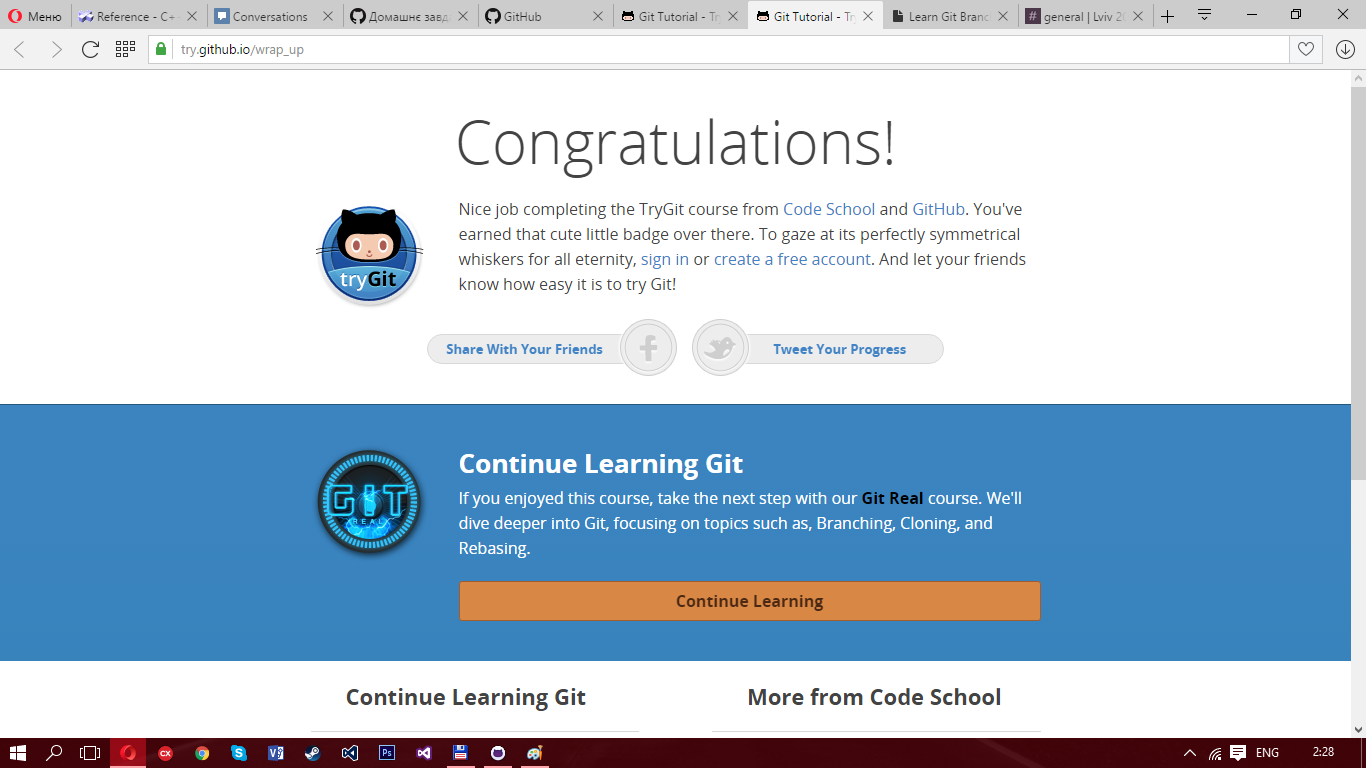 Меню
Reference - C+
Conversations
Домашнє завд
GitHub
Git Tutorial - Tr
Git Tutorial - Tr
Learn Git Branc
general | Lviv 20
try.github.io/wrap_up
Congratulations!
Nice job completing the TryGit course from Code School and GitHub. You've
earned that cute little badge over there. To gaze at its perfectly symmetrical
whiskers for all eternity, sign in or create a free account. And let your friends
know how easy it is to try Git!
tryGit
Share With Your Friends
Tweet Your Progress
Continue Learning Git
If you enjoyed this course, take the next step with our Git Real course. We'll
dive deeper into Git, focusing on topics such as, Branching, Cloning, and
Rebasing.
GIT
REAL
Continue Learning
Continue Learning Git
More from Code School
ENG
2:28